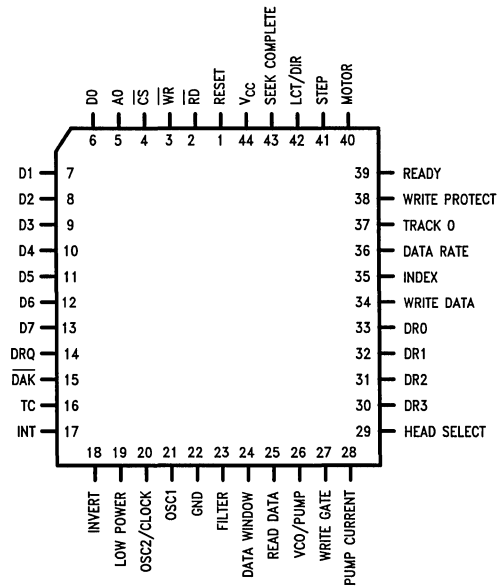 D0 A0 C̅S̅ W̅R̅ R̅D̅ RESET VCC SEEK COMPLETE LCT/DIR STEP MOTOR
6 5 4 3 2 1 44 43 42 41 40
D1 7
D2 8
D3 9
D4 10
D5 11
D6 12
D7 13
DRQ 14
D̅A̅K̅ 15
TC 16
INT 17
39 READY
38 WRITE PROTECT
37 TRACK 0
36 DATA RATE
35 INDEX
34 WRITE DATA
33 DR0
32 DR1
31 DR2
30 DR3
29 HEAD SELECT
18 19 20 21 22 23 24 25 26 27 28
INVERT LOW POWER OSC2/CLOCK OSC1 GND FILTER DATA WINDOW READ DATA VCO/PUMP WRITE GATE PUMP CURRENT